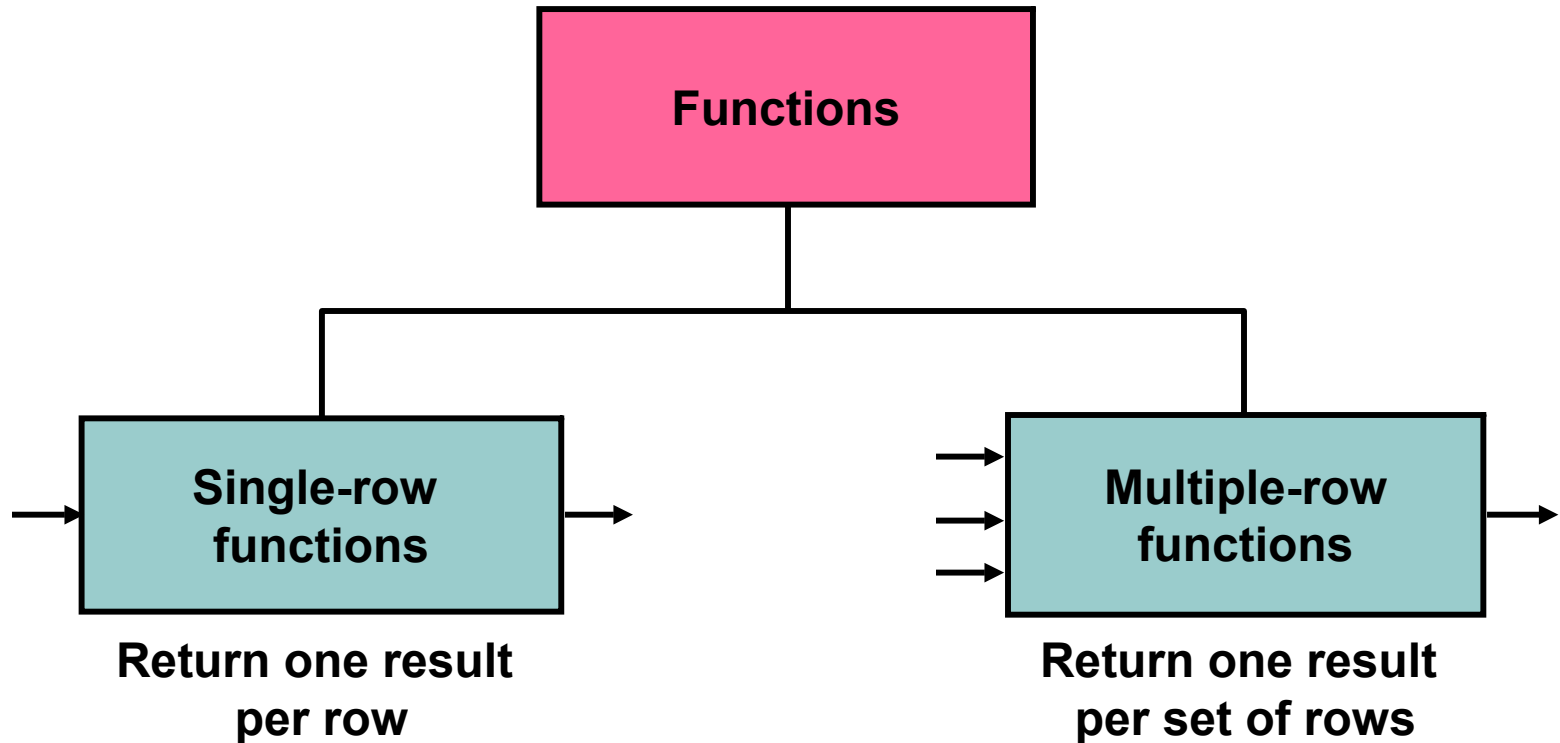 Functions
Single-row
functions
Return one result
per row
Multiple-row
functions
Return one result
per set of rows